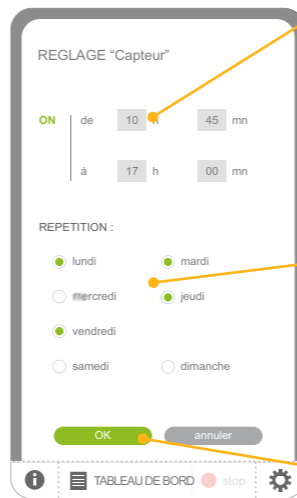 REGLAGE “Capteur”
ON de 10 h 45 mn
à 17 h 00 mn
REPETITION :
lundi mardi
mercredi jeudi
vendredi
samedi dimanche
OK annuler
TABLEAU DE BORD stop